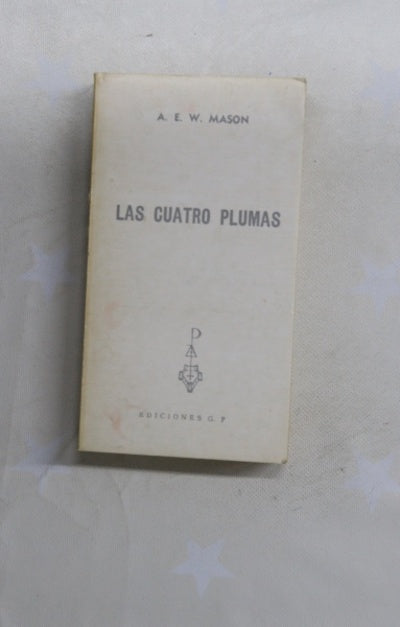 A. E. W. MASON
LAS CUATRO PLUMAS
EDICIONES G. P